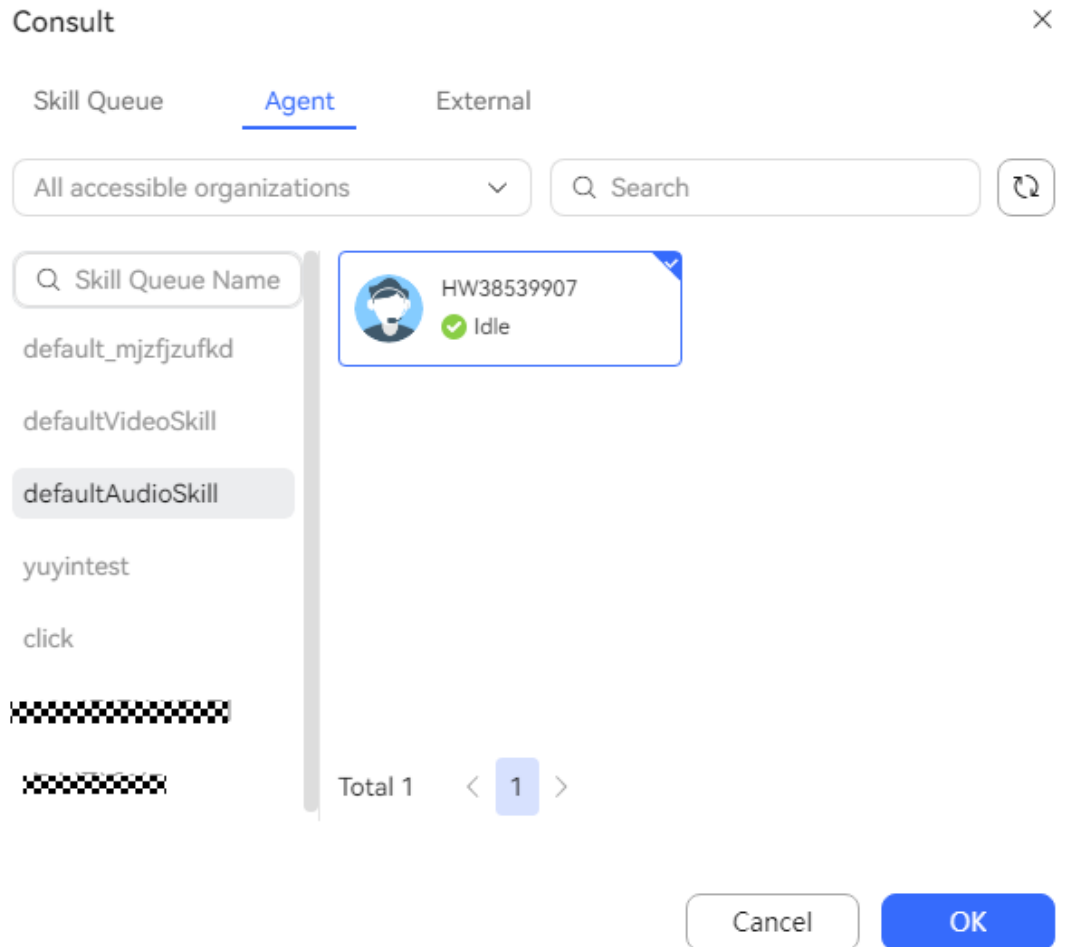 Consult
Skill Queue Agent External
All accessible organizations Search
Skill Queue Name
default_mjzfjzufkd
defaultVideoSkill
defaultAudioSkill
yuyintest
click
HW38539907
Idle
Total 1 < 1 >
Cancel OK